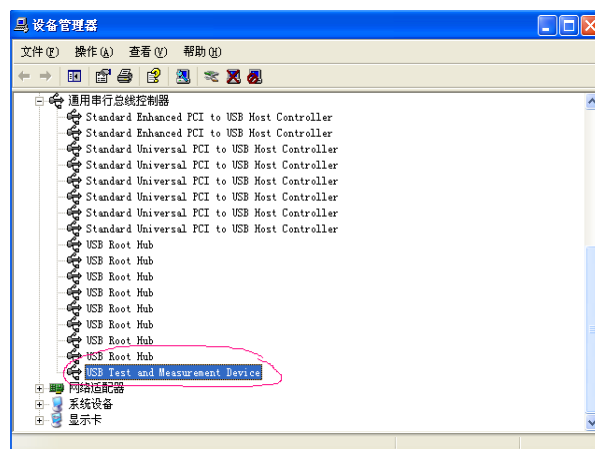 设备管理器
文件(F) 操作(A) 查看(V) 帮助(H)
通用串行总线控制器
Standard Enhanced PCI to USB Host Controller
Standard Enhanced PCI to USB Host Controller
Standard Universal PCI to USB Host Controller
Standard Universal PCI to USB Host Controller
Standard Universal PCI to USB Host Controller
Standard Universal PCI to USB Host Controller
Standard Universal PCI to USB Host Controller
Standard Universal PCI to USB Host Controller
USB Root Hub
USB Root Hub
USB Root Hub
USB Root Hub
USB Root Hub
USB Root Hub
USB Root Hub
USB Root Hub
USB Test and Measurement Device
网络适配器
系统设备
显示卡